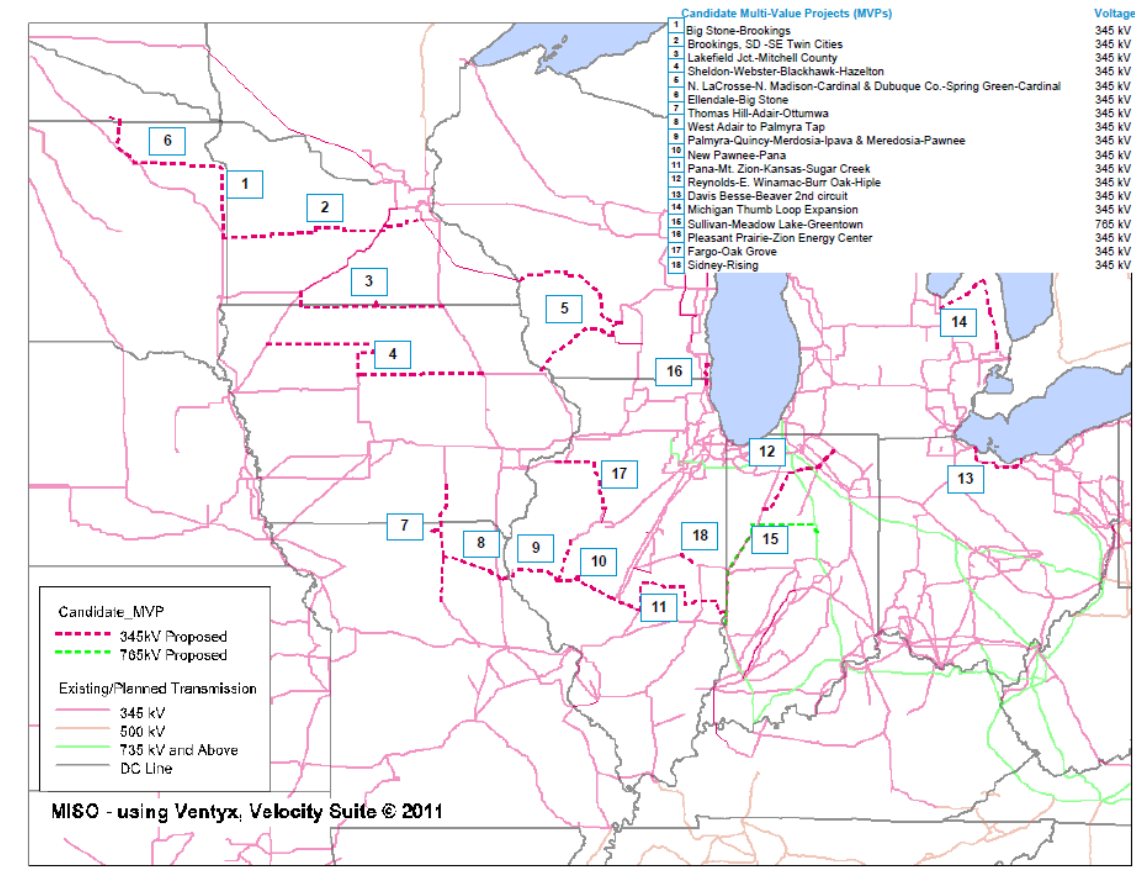 Candidate Multi-Value Projects (MVPs) Voltage
1 Big Stone-Brookings 345 kV
2 Brookings, SD -SE Twin Cities 345 kV
3 Lakefield Jct.-Mitchell County 345 kV
4 Sheldon-Webster-Blackhawk-Hazelton 345 kV
5 N. LaCrosse-N. Madison-Cardinal & Dubuque Co.-Spring Green-Cardinal 345 kV
6 Ellendale-Big Stone 345 kV
7 Thomas Hill-Adair-Ottumwa 345 kV
8 West Adair to Palmyra Tap 345 kV
9 Palmyra-Quincy-Merdosia-Ipava & Meredosia-Pawnee 345 kV
10 New Pawnee-Pana 345 kV
11 Pana-Mt. Zion-Kansas-Sugar Creek 345 kV
12 Reynolds-E. Winamac-Burr Oak-Hiple 345 kV
13 Davis Besse-Beaver 2nd circuit 345 kV
14 Michigan Thumb Loop Expansion 345 kV
15 Sullivan-Meadow Lake-Greentown 765 kV
16 Pleasant Prairie-Zion Energy Center 345 kV
17 Fargo-Oak Grove 345 kV
18 Sidney-Rising 345 kV
6
1
2
3
5
14
4
16
12
17
13
7
8
9
10
18
15
11
Candidate_MVP
345kV Proposed
765kV Proposed
Existing/Planned Transmission
345 kV
500 kV
735 kV and Above
DC Line
MISO - using Ventyx, Velocity Suite © 2011